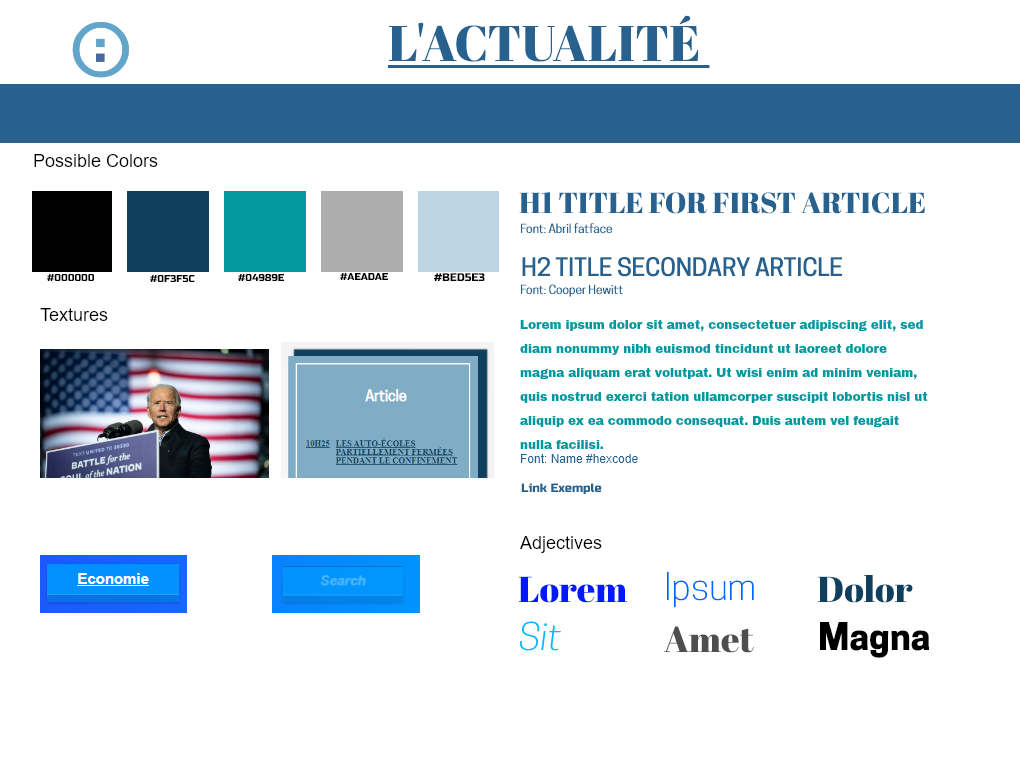 L'ACTUALITÉ
Possible Colors
#000000
#0F3F5C
#04989E
#AEADAE
#BED5E3
H1 TITLE FOR FIRST ARTICLE
Font: Abril fatface
H2 TITLE SECONDARY ARTICLE
Font: Cooper Hewitt
Lorem ipsum dolor sit amet, consectetuer adipiscing elit, sed
diam nonummy nibh euismod tincidunt ut laoreet dolore
magna aliquam erat volutpat. Ut wisi enim ad minim veniam,
quis nostrud exerci tation ullamcorper suscipit lobortis nisl ut
aliquip ex ea commodo consequat. Duis autem vel feugait
nulla facilisi.
Font: Name #hexcode
Link Exemple
Textures
TEXT UNITED TO 30330
BATTLE for the
SOUL of the NATION
Article
10H25 LES AUTO-ÉCOLES
PARTIELLEMENT FERMÉES
PENDANT LE CONFINEMENT
Economie
Search
Adjectives
Lorem Ipsum Dolor
Sit Amet Magna